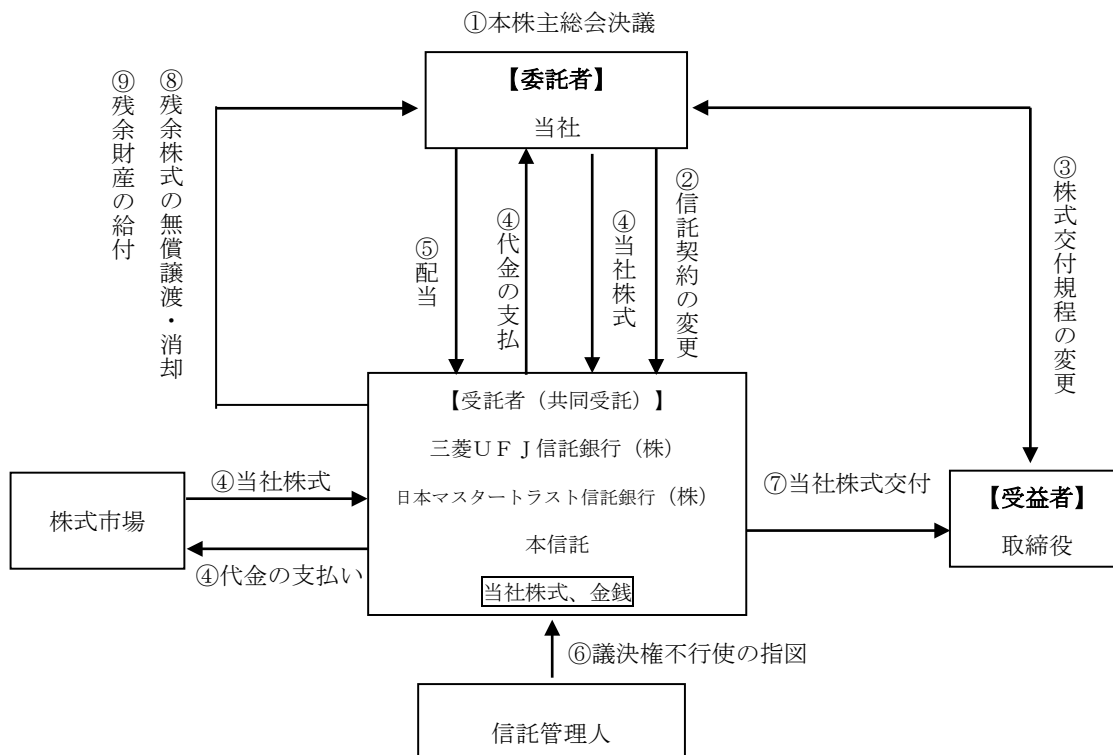 ①本株主総会決議
【委託者】
当社
⑨残余財産の給付
⑧残余株式の無償譲渡・消却
⑤配当
④代金の支払
④当社株式
②信託契約の変更
③株式交付規程の変更
【受託者（共同受託）】
三菱ＵＦＪ信託銀行（株）
日本マスタートラスト信託銀行（株）
本信託
当社株式、金銭
④当社株式
株式市場
④代金の支払い
⑦当社株式交付
【受益者】
取締役
⑥議決権不行使の指図
信託管理人